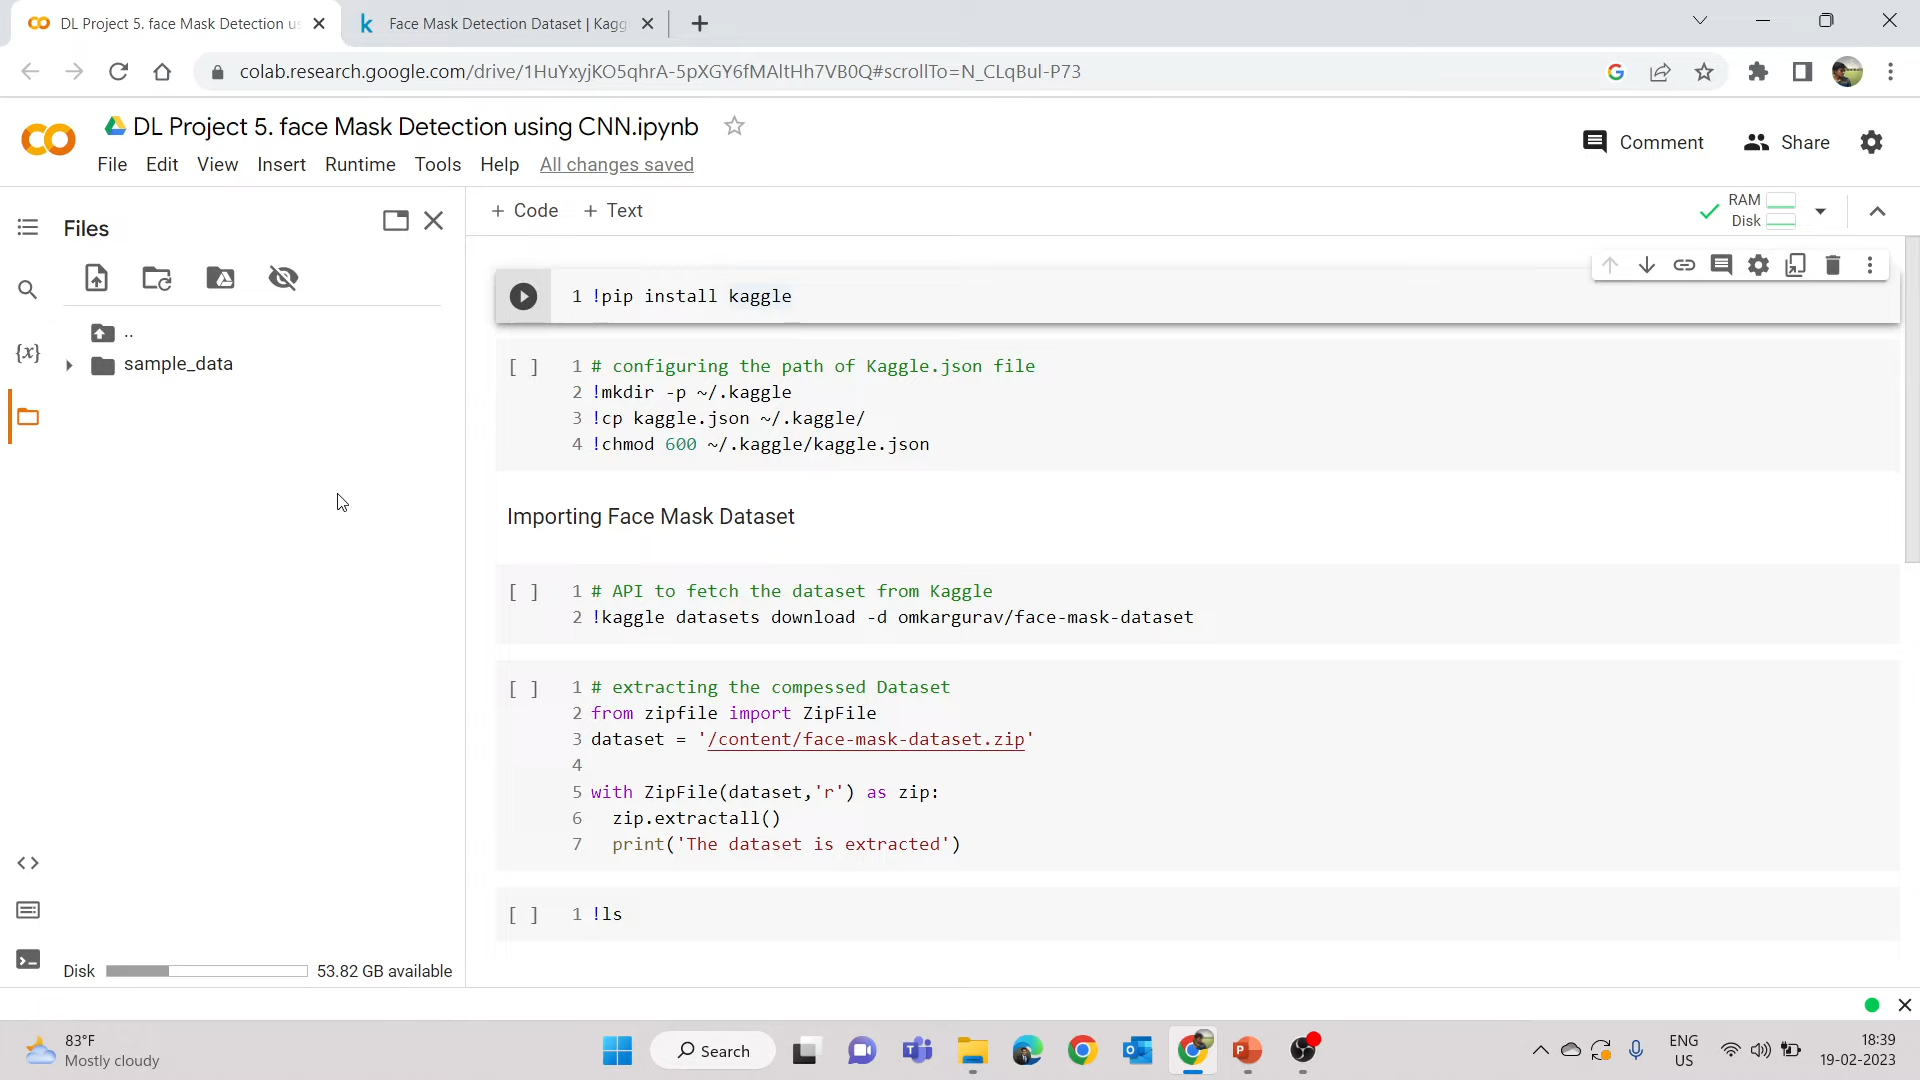 DL Project 5. face Mask Detection us
Face Mask Detection Dataset | Kagg
colab.research.google.com/drive/1HuYxyjKO5qhrA-5pXGY6fMAltHh7VB0Q#scrollTo=N_CLqBul-P73
DL Project 5. face Mask Detection using CNN.ipynb
Comment
Share
File Edit View Insert Runtime Tools Help All changes saved
Files
+ Code + Text
RAM
Disk
..
sample_data
{x}
1 !pip install kaggle
[ ] 1 # configuring the path of Kaggle.json file
2 !mkdir -p ~/.kaggle
3 !cp kaggle.json ~/.kaggle/
4 !chmod 600 ~/.kaggle/kaggle.json
Importing Face Mask Dataset
[ ] 1 # API to fetch the dataset from Kaggle
2 !kaggle datasets download -d omkargurav/face-mask-dataset
[ ] 1 # extracting the compessed Dataset
2 from zipfile import ZipFile
3 dataset = '/content/face-mask-dataset.zip'
4
5 with ZipFile(dataset,'r') as zip:
6 zip.extractall()
7 print('The dataset is extracted')
[ ] 1 !ls
Disk 53.82 GB available
83°F
Mostly cloudy
Search
ENG
US
18:39
19-02-2023